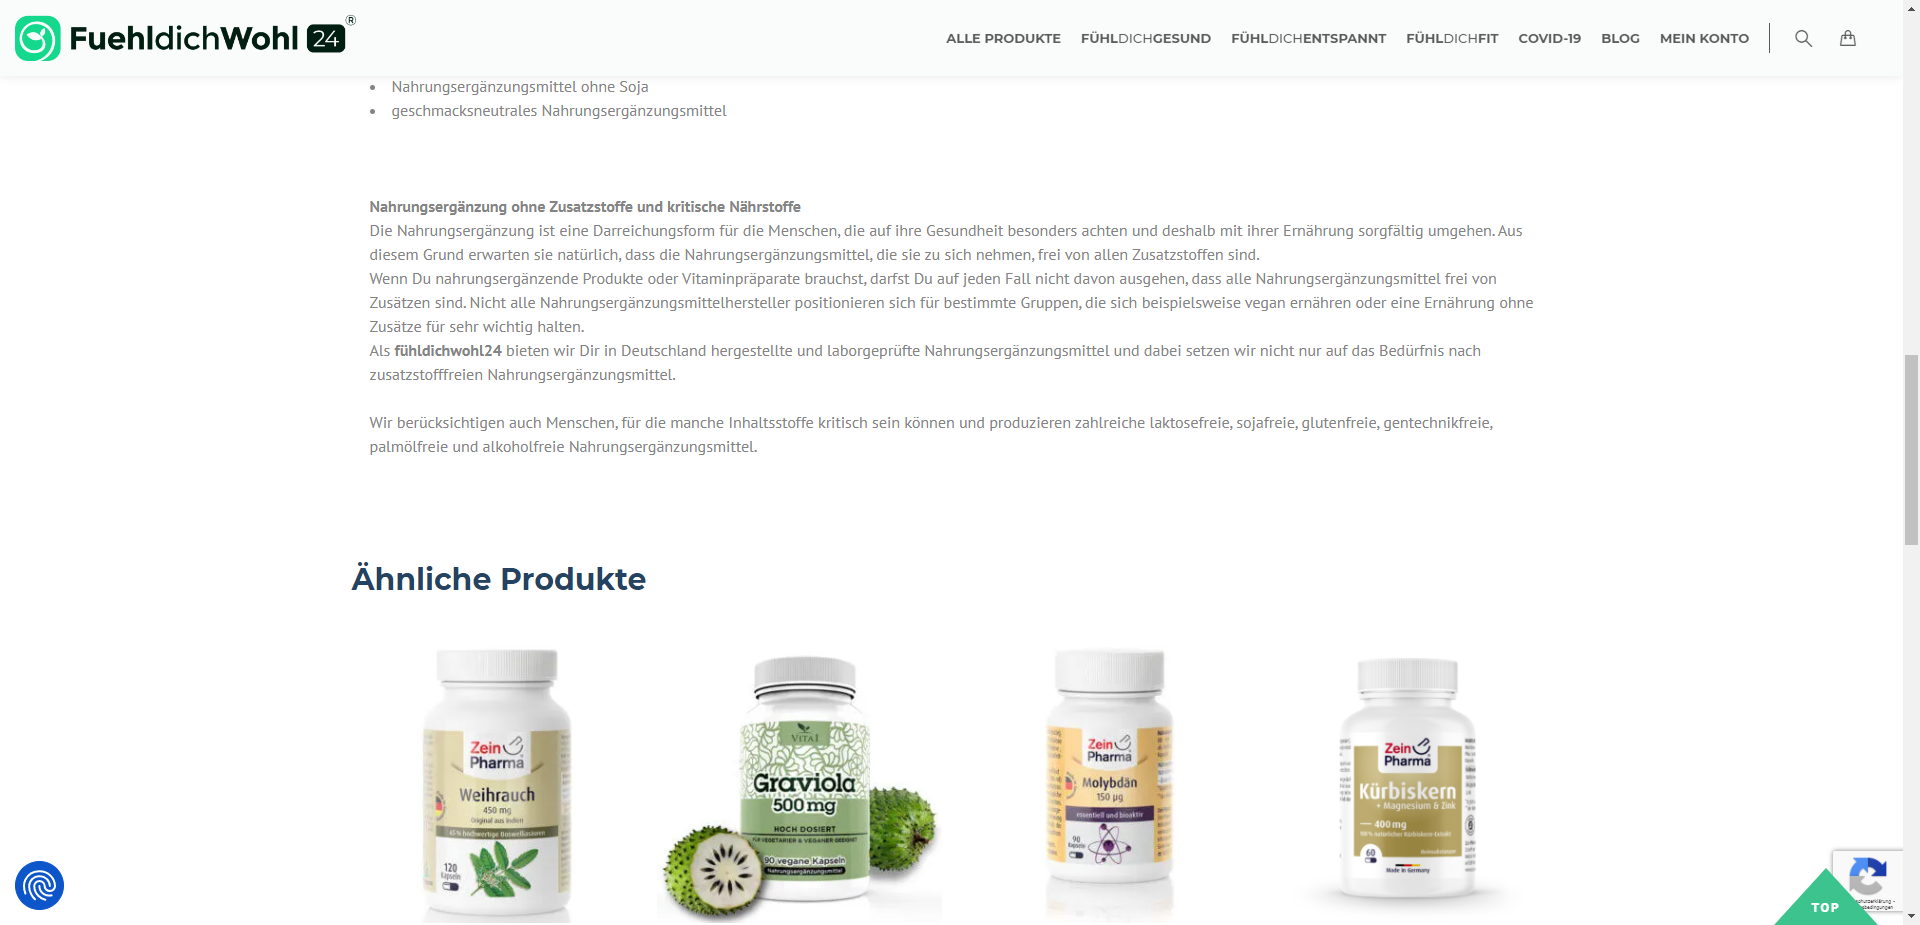 FuehldichWohl 24 ®
ALLE PRODUKTE FÜHLDICHGESUND FÜHLDICHENTSPANNT FÜHLDICHFIT COVID-19 BLOG MEIN KONTO
• Nahrungsergänzungsmittel ohne Soja
• geschmacksneutrales Nahrungsergänzungsmittel
Nahrungsergänzung ohne Zusatzstoffe und kritische Nährstoffe
Die Nahrungsergänzung ist eine Darreichungsform für die Menschen, die auf ihre Gesundheit besonders achten und deshalb mit ihrer Ernährung sorgfältig umgehen. Aus
diesem Grund erwarten sie natürlich, dass die Nahrungsergänzungsmittel, die sie zu sich nehmen, frei von allen Zusatzstoffen sind.
Wenn Du nahrungsergänzende Produkte oder Vitaminpräparate brauchst, darfst Du auf jeden Fall nicht davon ausgehen, dass alle Nahrungsergänzungsmittel frei von
Zusätzen sind. Nicht alle Nahrungsergänzungsmittelhersteller positionieren sich für bestimmte Gruppen, die sich beispielsweise vegan ernähren oder eine Ernährung ohne
Zusätze für sehr wichtig halten.
Als fühldichwohl24 bieten wir Dir in Deutschland hergestellte und laborgeprüfte Nahrungsergänzungsmittel und dabei setzen wir nicht nur auf das Bedürfnis nach
zusatzstofffreien Nahrungsergänzungsmittel.
Wir berücksichtigen auch Menschen, für die manche Inhaltsstoffe kritisch sein können und produzieren zahlreiche laktosefreie, sojafreie, glutenfreie, gentechnikfreie,
palmölfreie und alkoholfreie Nahrungsergänzungsmittel.
Ähnliche Produkte
Zein
Pharma
Weihrauch
450 mg
Original aus Indien
65% hochwertige Boswelliasäuren
120
Kapseln
VITA1
Graviola
500 mg
HOCH DOSIERT
FÜR VEGETARIER & VEGANER GEEIGNET
90 vegane Kapseln
Nahrungsergänzungsmittel
Zein
Pharma
Molybdän
150 µg
essentiell und bioaktiv
90
Kapseln
Zein
Pharma
Kürbiskern
+ Magnesium & Zink
400 mg
100% natürlicher Kürbiskern-Extrakt
60
Made in Germany
TOP